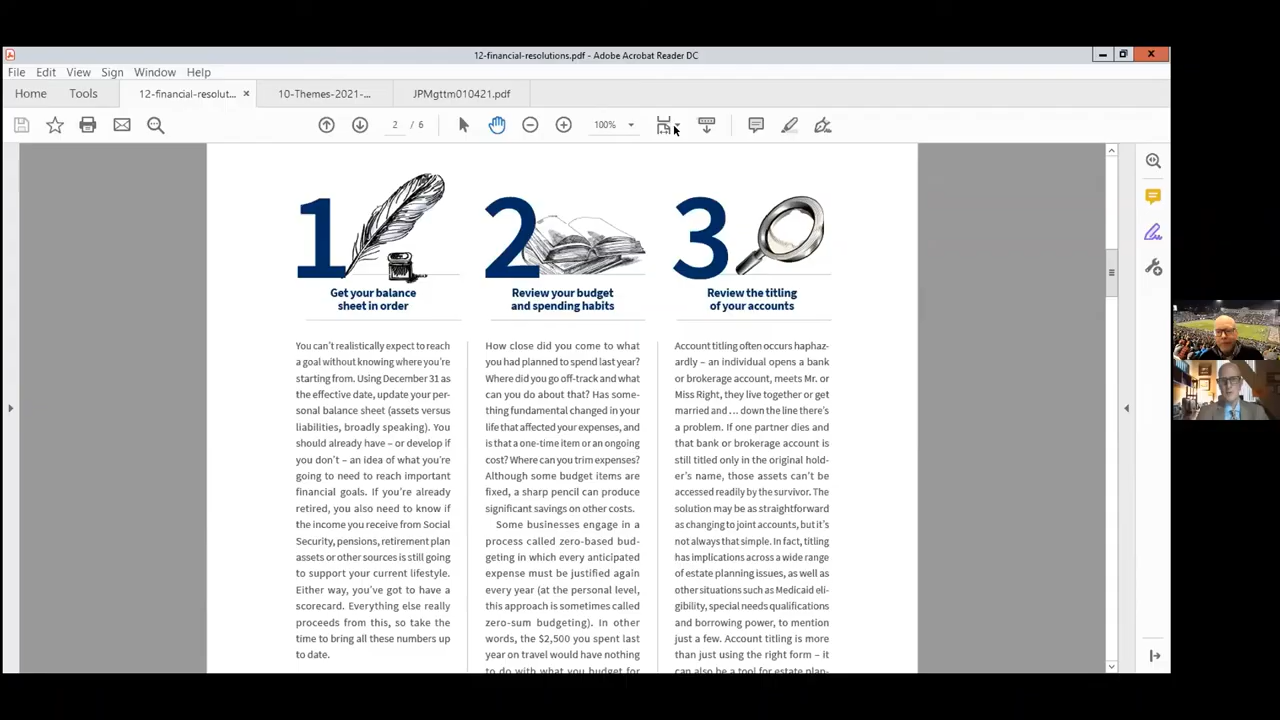 12-financial-resolutions.pdf - Adobe Acrobat Reader DC
File Edit View Sign Window Help
Home Tools 12-financial-resolut... × 10-Themes-2021-... JPMgttm010421.pdf
2 / 6 100%
1
Get your balance
sheet in order
You can't realistically expect to reach
a goal without knowing where you're
starting from. Using December 31 as
the effective date, update your per-
sonal balance sheet (assets versus
liabilities, broadly speaking). You
should already have – or develop if
you don't – an idea of what you're
going to need to reach important
financial goals. If you're already
retired, you also need to know if
the income you receive from Social
Security, pensions, retirement plan
assets or other sources is still going
to support your current lifestyle.
Either way, you've got to have a
scorecard. Everything else really
proceeds from this, so take the
time to bring all these numbers up
to date.
2
Review your budget
and spending habits
How close did you come to what
you had planned to spend last year?
Where did you go off-track and what
can you do about that? Has some-
thing fundamental changed in your
life that affected your expenses, and
is that a one-time item or an ongoing
cost? Where can you trim expenses?
Although some budget items are
fixed, a sharp pencil can produce
significant savings on other costs.
Some businesses engage in a
process called zero-based bud-
geting in which every anticipated
expense must be justified again
every year (at the personal level,
this approach is sometimes called
zero-sum budgeting). In other
words, the $2,500 you spent last
year on travel would have nothing
to do with what you budget for
3
Review the titling
of your accounts
Account titling often occurs haphaz-
ardly – an individual opens a bank
or brokerage account, meets Mr. or
Miss Right, they live together or get
married and … down the line there's
a problem. If one partner dies and
that bank or brokerage account is
still titled only in the original hold-
er's name, those assets can't be
accessed readily by the survivor. The
solution may be as straightforward
as changing to joint accounts, but it's
not always that simple. In fact, titling
has implications across a wide range
of estate planning issues, as well as
other situations such as Medicaid eli-
gibility, special needs qualifications
and borrowing power, to mention
just a few. Account titling is more
than just using the right form – it
can also be a tool for estate plan-